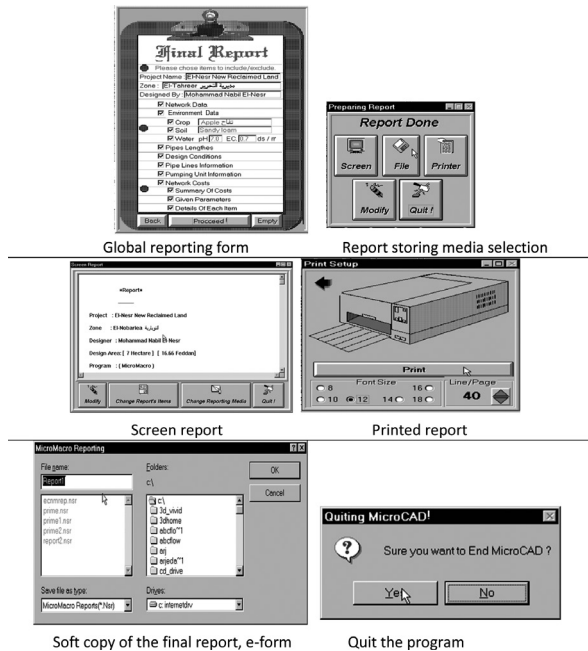 Final Report
Please chose items to include/exclude.
Project Name: El-Nesr New Reclaimed Land
Zone : El-Tahreer مديرية التحرير
Designed By : Mohammad Nabil El-Nesr
Network Data
Environment Data
Crop Apple تفاح
Soil Sandy loam
Water pH 7.0 EC 0.7 ds / m
Pipes Lengthes
Design Conditions
Pipe Lines Information
Pumping Unit Information
Network Costs
Summary Of Costs
Given Parameters
Details Of Each Item
Back Procceed ! Empty
Preparing Report
Report Done
Screen File Printer
Modify Quit !
Global reporting form Report storing media selection
Screen Report
*Report*
Project : El-Nesr New Reclaimed Land
Zone : El-Nobariea النوبارية
Designer : Mohammad Nabil El Nesr
Design Area:[ 7 Hectare ] [ 16.66 Feddan]
Program : ( MicroMacro )
Modify Change Report's Items Change Reporting Media Quit !
Print Setup
Print
Font Size Line/Page
8 16
10 12 14 18
40
Screen report Printed report
MicroMacro Reporting
File name: Folders:
Report1 c:\
OK
Cancel
ecnmrep.nsr c:\
prime.nsr 3d_vivid
prime1.nsr 3dhome
prime2.nsr abcflo~1
report2.nsr abcflow
arj
arjeda~1
cd_drive
Save file as type: Drives:
MicroMacro Reports(*.Nsr) c: internetdrv
Quiting MicroCAD!
Sure you want to End MicroCAD ?
Yes No
Soft copy of the final report, e-form Quit the program